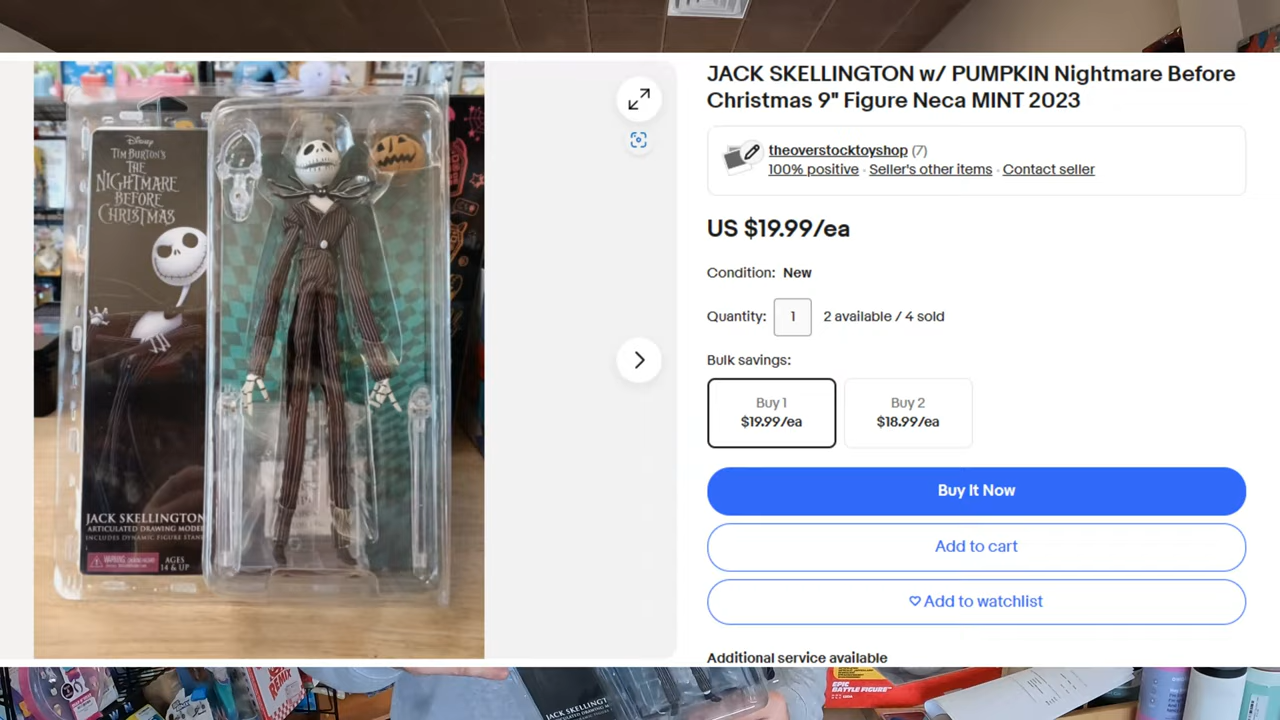 JACK SKELLINGTON w/ PUMPKIN Nightmare Before
Christmas 9" Figure Neca MINT 2023
theoverstocktoyshop (7)
100% positive · Seller's other items · Contact seller
US $19.99/ea
Condition: New
Quantity: 1 2 available / 4 sold
Bulk savings:
Buy 1
$19.99/ea
Buy 2
$18.99/ea
Buy It Now
Add to cart
Add to watchlist
Additional service available
Disney
TIM BURTON'S
THE
NIGHTMARE
BEFORE
CHRISTMAS
JACK SKELLINGTON
ARTICULATED DRAWING MODE
INCLUDES DYNAMIC FIGURE STAN
WARNING
AGES
14 & UP
REMIX
JACK SKELLINGT
EPIC
BATTLE FIGURE